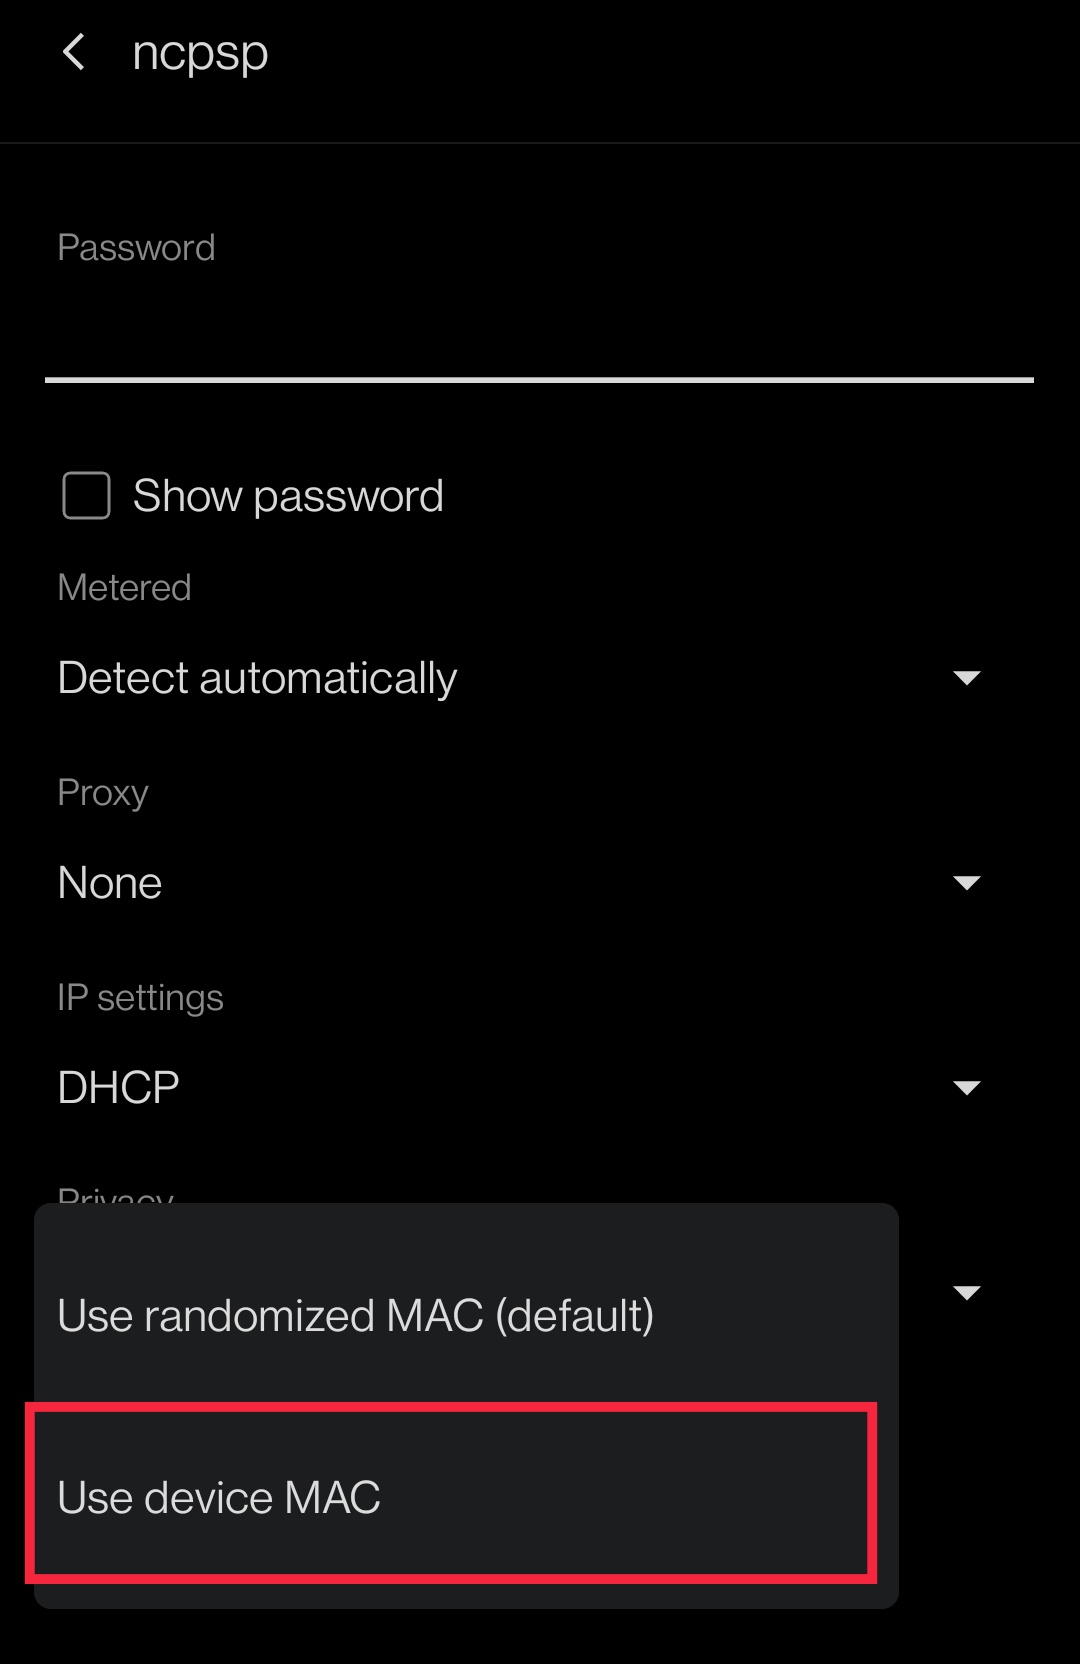 ncpsp
Password
Show password
Metered
Detect automatically
Proxy
None
IP settings
DHCP
Privacy
Use randomized MAC (default)
Use device MAC